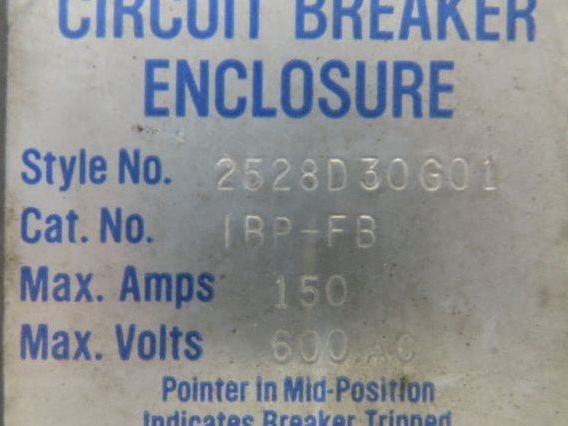 CIRCUIT BREAKER
ENCLOSURE
Style No. 2528D30G01
Cat. No. IBP-FB
Max. Amps 150
Max. Volts 600 AC
Pointer in Mid-Position
Indicates Breaker Tripped